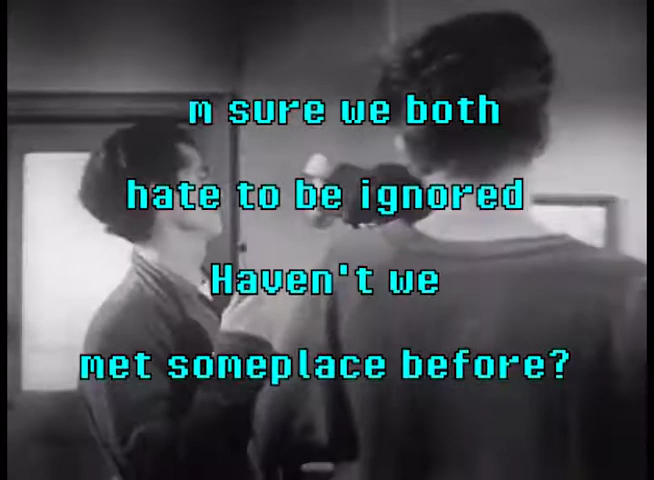 m sure we both
hate to be ignored
Haven't we
met someplace before?